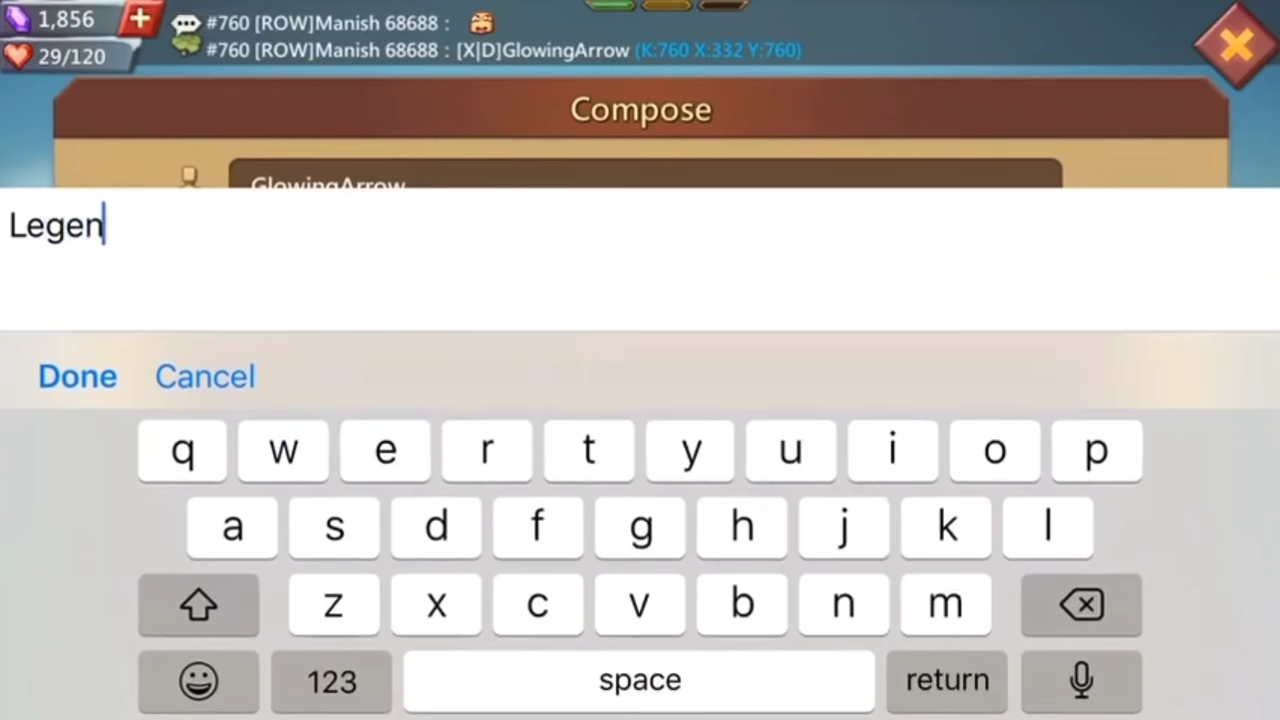 1,856
29/120
#760 [ROW]Manish 68688 :
#760 [ROW]Manish 68688 : [X|D]GlowingArrow (K:760 X:332 Y:760)
Compose
GlowingArrow
Legen
Done Cancel
q w e r t y u i o p
a s d f g h j k l
z x c v b n m
123 space return